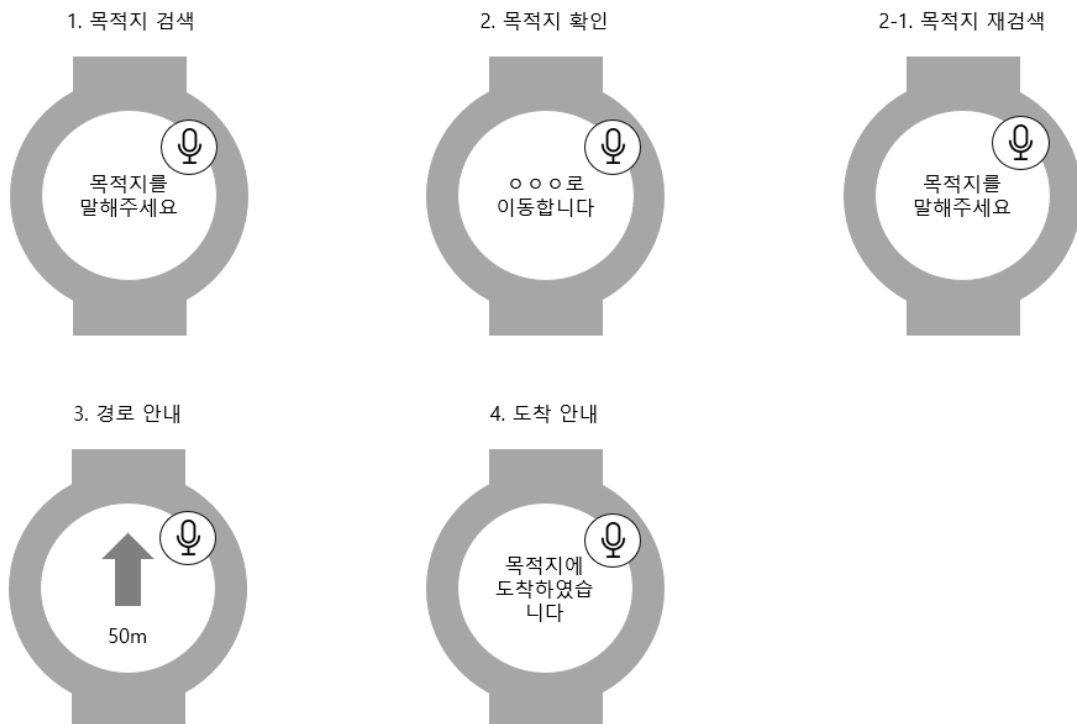 1. 목적지 검색
목적지를
말해주세요
2. 목적지 확인
ㅇㅇㅇ로
이동합니다
2-1. 목적지 재검색
목적지를
말해주세요
3. 경로 안내
50m
4. 도착 안내
목적지에
도착하였습
니다